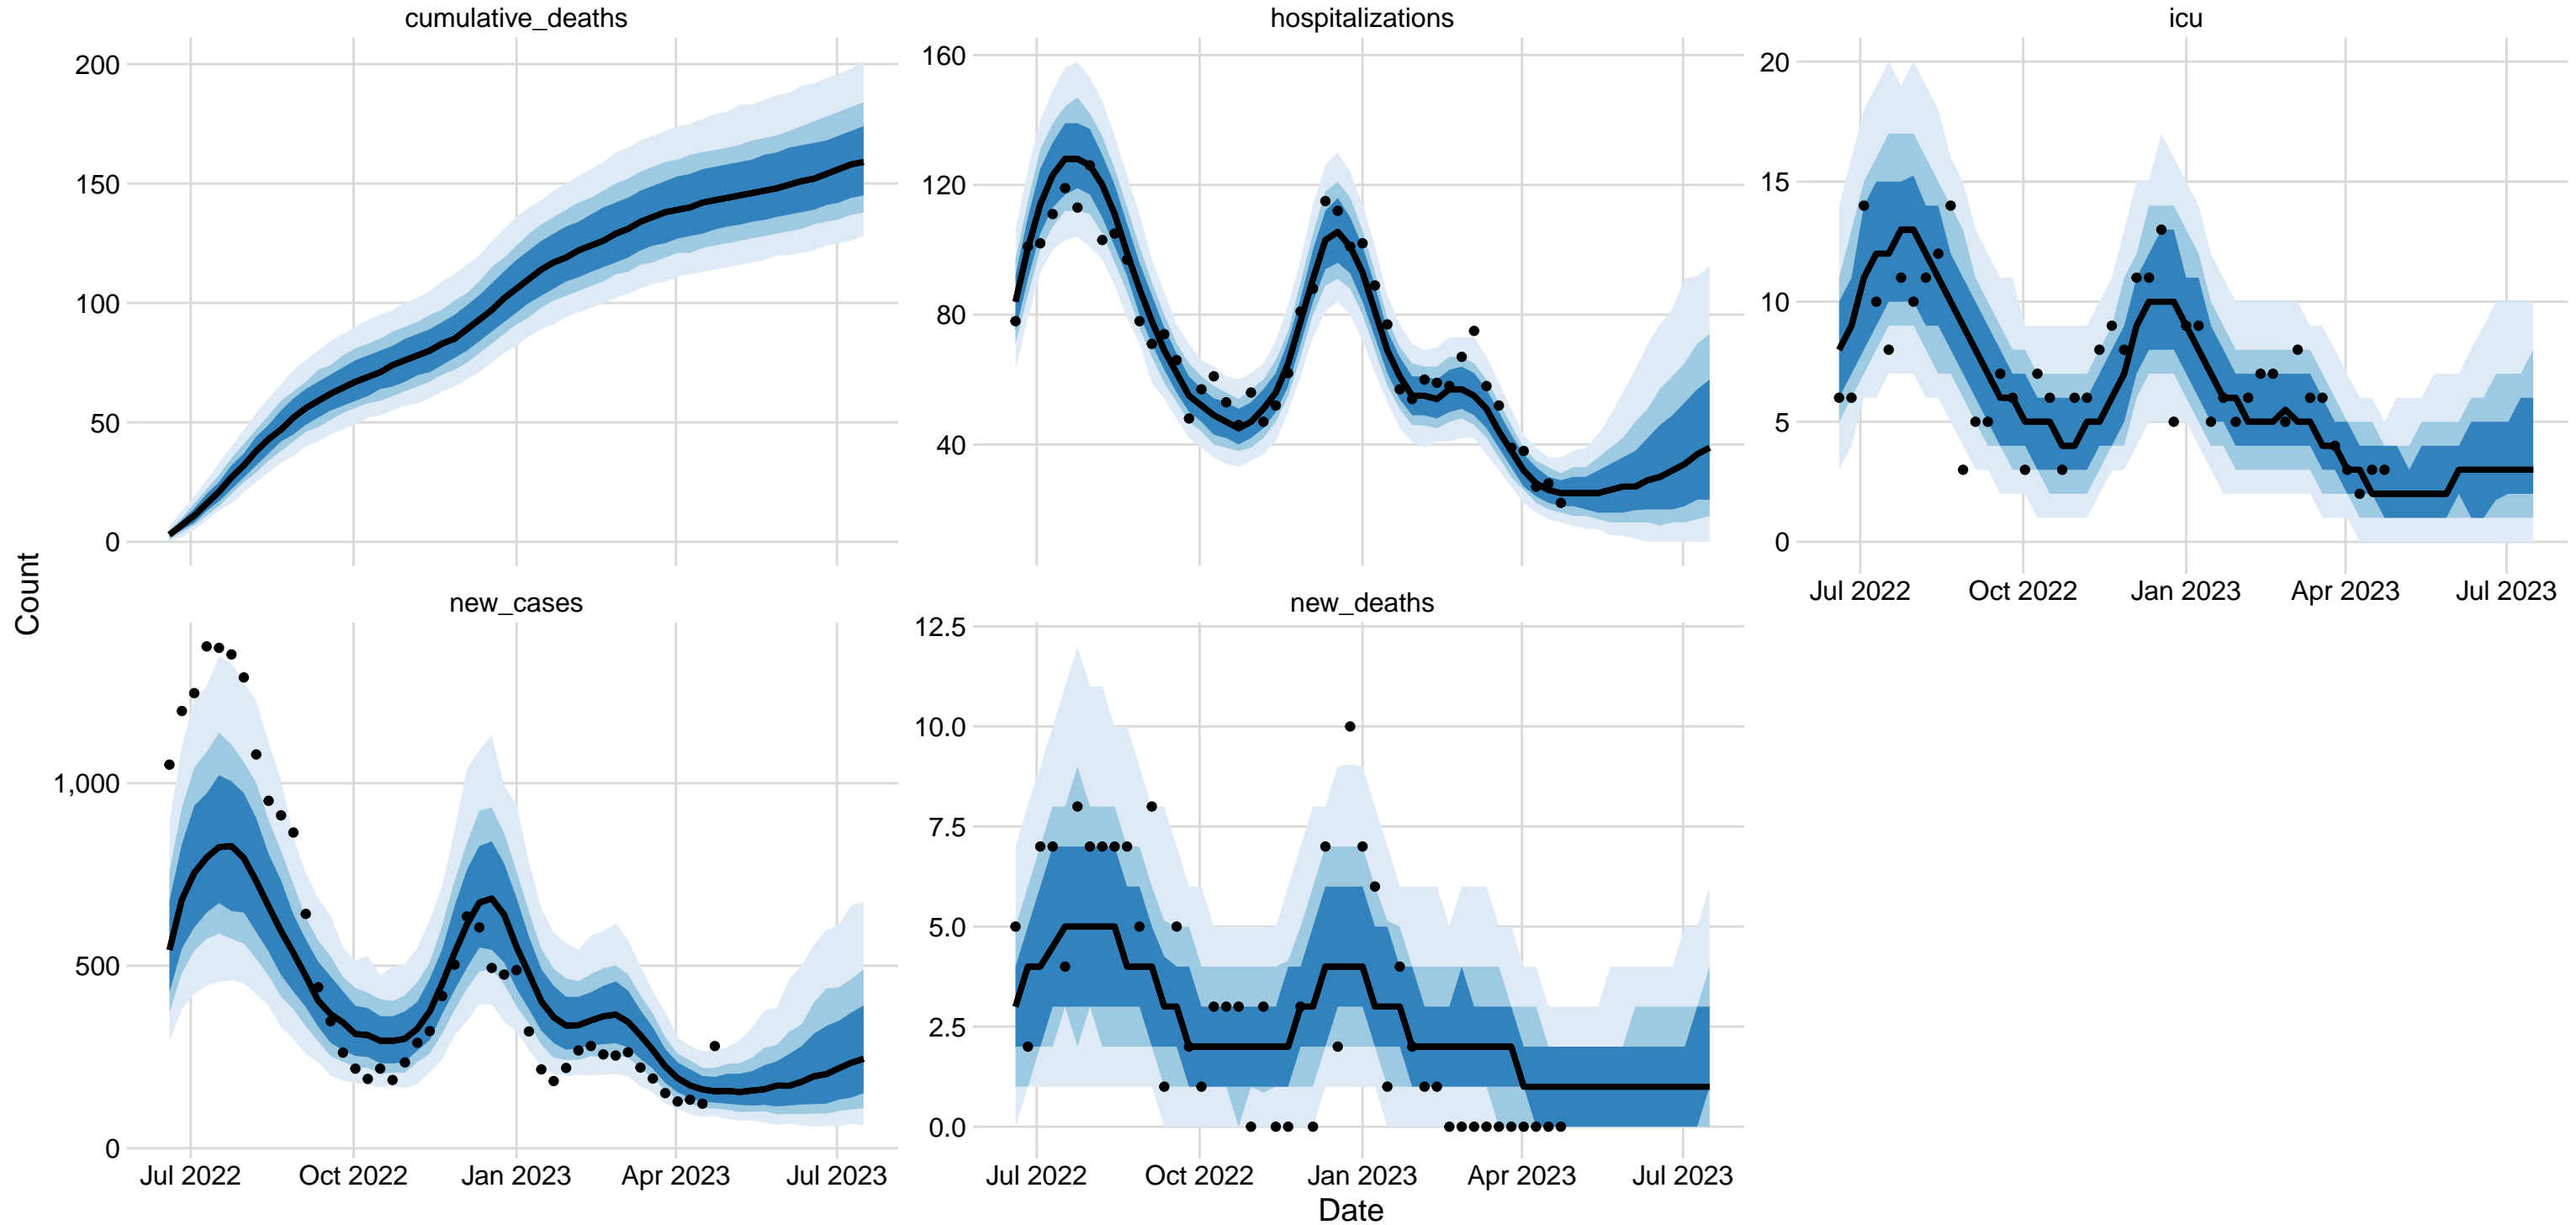 cumulative_deaths
hospitalizations
icu
200
150
100
50
0
160
120
80
40
20
15
10
5
0
Jul 2022
Oct 2022
Jan 2023
Apr 2023
Jul 2023
Count
new_cases
new_deaths
1,000
500
0
12.5
10.0
7.5
5.0
2.5
0.0
Jul 2022
Oct 2022
Jan 2023
Apr 2023
Jul 2023
Jul 2022
Oct 2022
Jan 2023
Apr 2023
Jul 2023
Date